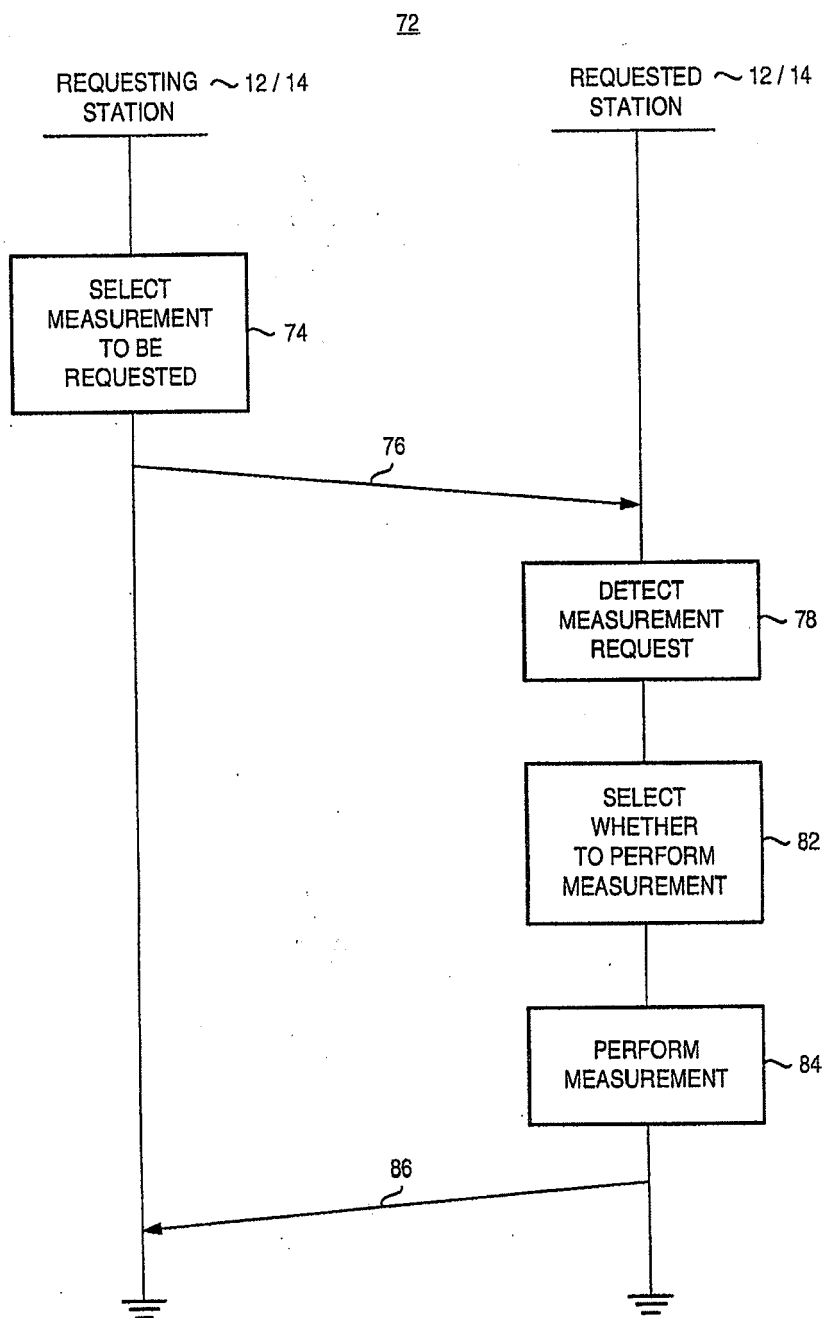 72
REQUESTING ~ 12 / 14
STATION
REQUESTED ~ 12 / 14
STATION
SELECT
MEASUREMENT
TO BE
REQUESTED
74
76
DETECT
MEASUREMENT
REQUEST
78
SELECT
WHETHER
TO PERFORM
MEASUREMENT
82
PERFORM
MEASUREMENT
84
86